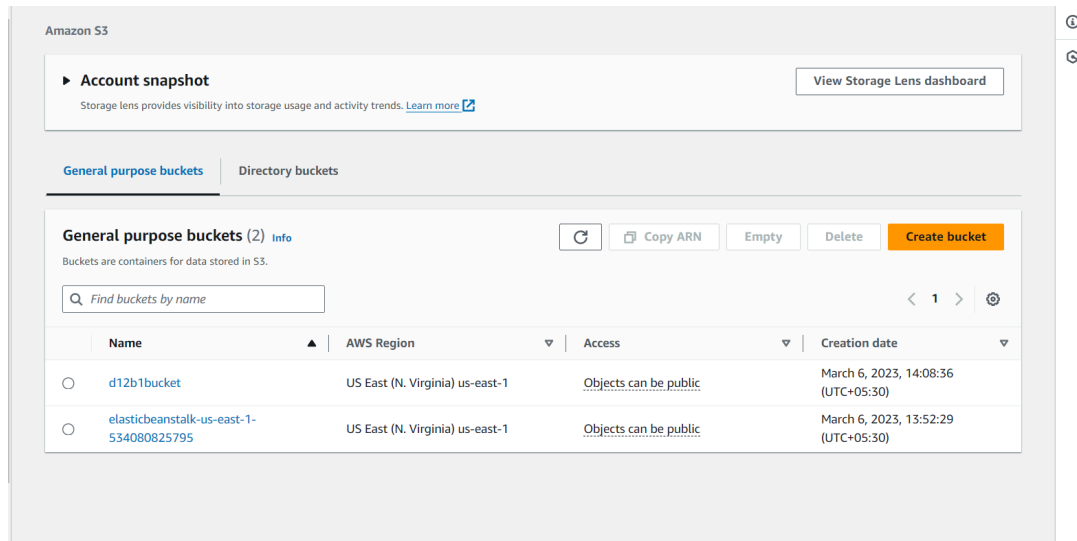 Amazon S3
Account snapshot
View Storage Lens dashboard
Storage lens provides visibility into storage usage and activity trends. Learn more
General purpose buckets
Directory buckets
General purpose buckets (2) Info
Copy ARN
Empty
Delete
Create bucket
Buckets are containers for data stored in S3.
Find buckets by name
1
Name
AWS Region
Access
Creation date
d12b1bucket
US East (N. Virginia) us-east-1
Objects can be public
March 6, 2023, 14:08:36
(UTC+05:30)
elasticbeanstalk-us-east-1-
534080825795
US East (N. Virginia) us-east-1
Objects can be public
March 6, 2023, 13:52:29
(UTC+05:30)